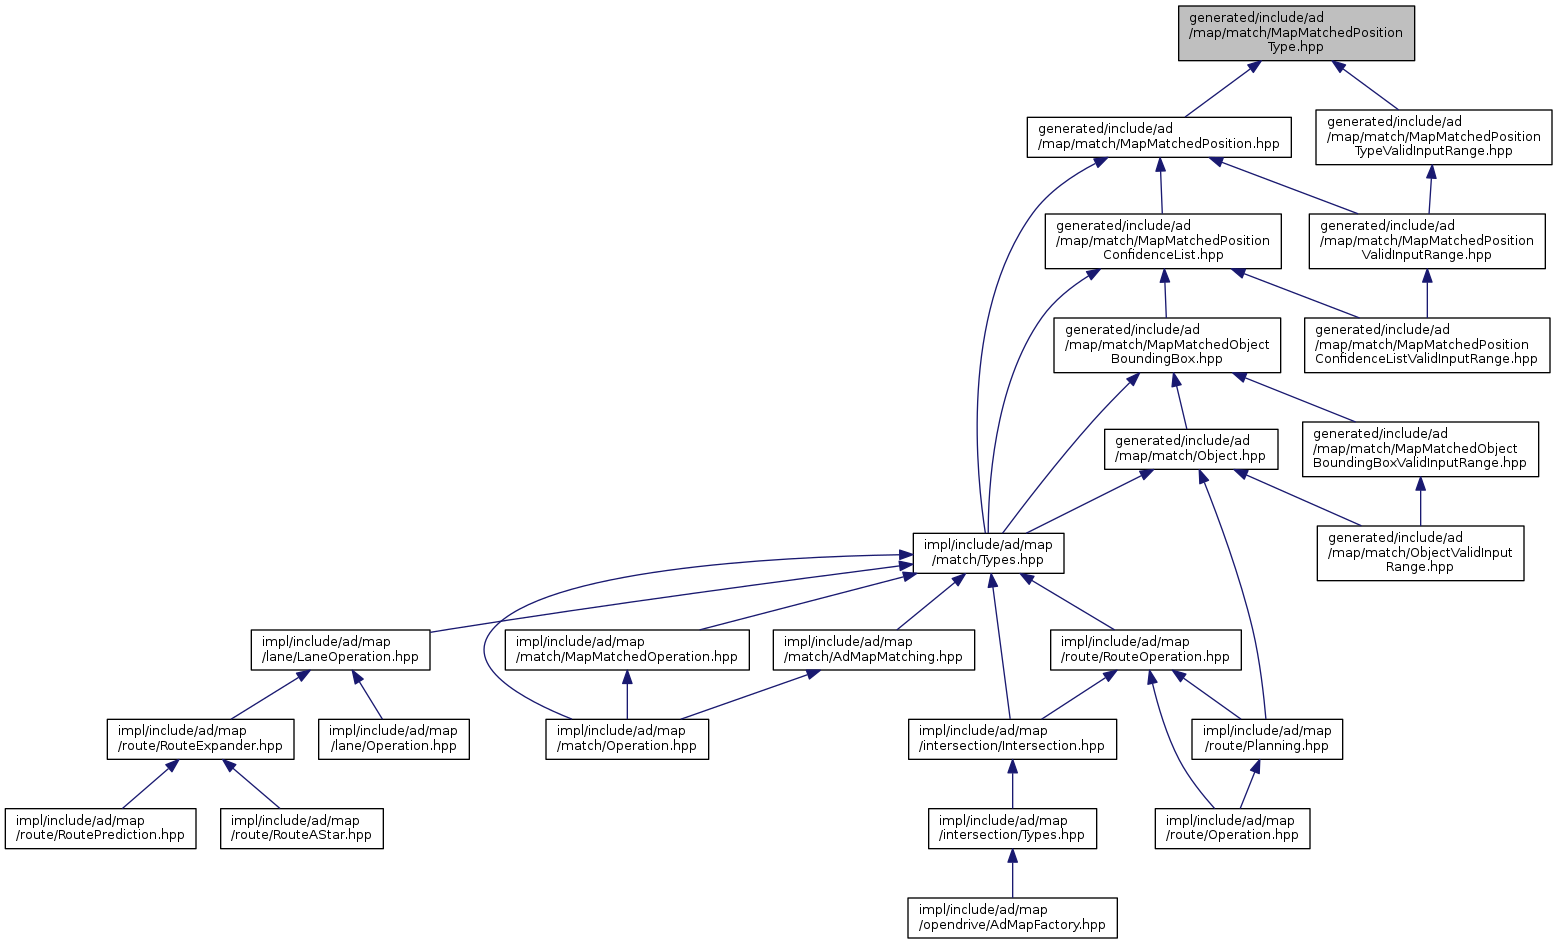 generated/include/ad
/map/match/MapMatchedPosition
Type.hpp
generated/include/ad
/map/match/MapMatchedPosition.hpp
generated/include/ad
/map/match/MapMatchedPosition
TypeValidInputRange.hpp
generated/include/ad
/map/match/MapMatchedPosition
ConfidenceList.hpp
generated/include/ad
/map/match/MapMatchedPosition
ValidInputRange.hpp
generated/include/ad
/map/match/MapMatchedObject
BoundingBox.hpp
generated/include/ad
/map/match/MapMatchedPosition
ConfidenceListValidInputRange.hpp
generated/include/ad
/map/match/Object.hpp
generated/include/ad
/map/match/MapMatchedObject
BoundingBoxValidInputRange.hpp
impl/include/ad/map
/match/Types.hpp
generated/include/ad
/map/match/ObjectValidInput
Range.hpp
impl/include/ad/map
/lane/LaneOperation.hpp
impl/include/ad/map
/match/MapMatchedOperation.hpp
impl/include/ad/map
/match/AdMapMatching.hpp
impl/include/ad/map
/route/RouteOperation.hpp
impl/include/ad/map
/route/RouteExpander.hpp
impl/include/ad/map
/lane/Operation.hpp
impl/include/ad/map
/match/Operation.hpp
impl/include/ad/map
/intersection/Intersection.hpp
impl/include/ad/map
/route/Planning.hpp
impl/include/ad/map
/route/RoutePrediction.hpp
impl/include/ad/map
/route/RouteAStar.hpp
impl/include/ad/map
/intersection/Types.hpp
impl/include/ad/map
/route/Operation.hpp
impl/include/ad/map
/opendrive/AdMapFactory.hpp